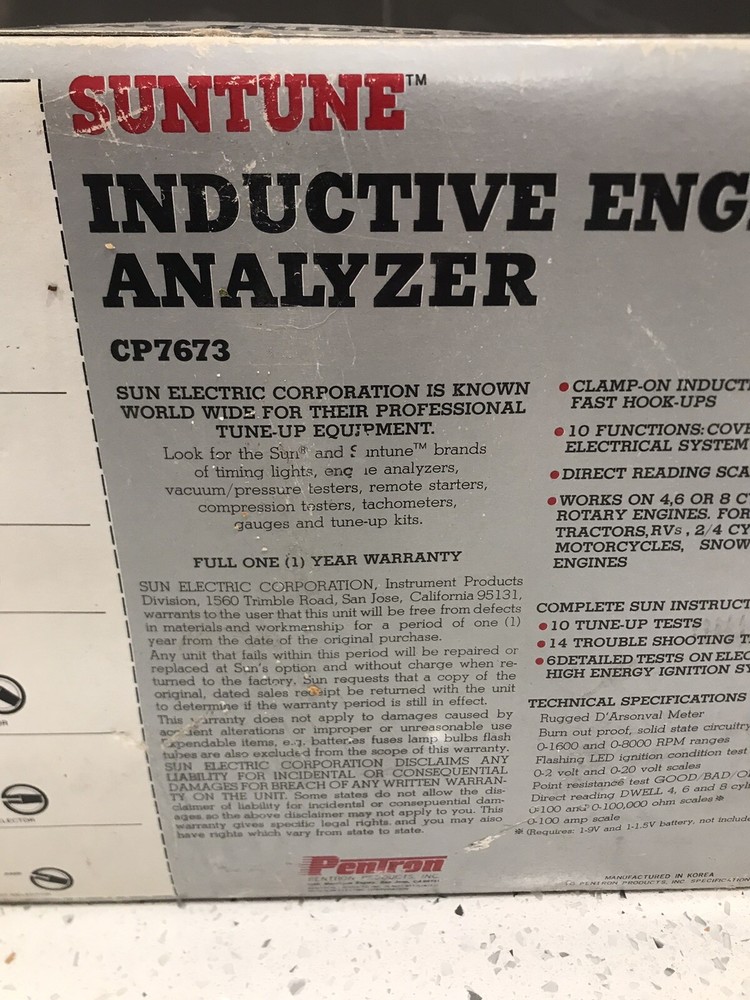 SUNTUNE™
INDUCTIVE ENG
ANALYZER
CP7673
SUN ELECTRIC CORPORATION IS KNOWN
WORLD WIDE FOR THEIR PROFESSIONAL
TUNE-UP EQUIPMENT.
Look for the Sun® and Suntune™ brands
of timing lights, engine analyzers,
vacuum/pressure testers, remote starters,
compression testers, tachometers,
gauges and tune-up kits.
FULL ONE (1) YEAR WARRANTY
SUN ELECTRIC CORPORATION, Instrument Products
Division, 1560 Trimble Road, San Jose, California 95131,
warrants to the user that this unit will be free from defects
in materials and workmenship for a period of one (1)
year from the date of the original purchase.
Any unit that fails within this period will be repaired or
replaced at Sun's option and without charge when re-
turned to the factory. Sun requests that a copy of the
original, dated sales receipt be returned with the unit
to determine if the warranty period is still in effect.
This warranty does not apply to damages caused by
accident alterations or improper or unreasonable use
Expendable items, e.g. batteries fuses lamp bulbs flash
tubes are also excluded from the scope of this warranty.
SUN ELECTRIC CORPORATION DISCLAIMS ANY
LIABILITY FOR INCIDENTAL OR CONSEQUENTIAL
DAMAGES FOR BREACH OF ANY WRITTEN WARRAN-
TY ON THE UNIT. Some states do not allow the dis-
claimer of liability for incidental or consepuential dam-
ages, so the above disclaimer may not apply to you. This
warranty gives specific legal rights, and you may also
have rights which vary from state to state.
Pentron
PENTRON PRODUCTS, INC.
• CLAMP-ON INDUCTI
FAST HOOK-UPS
• 10 FUNCTIONS: COVE
ELECTRICAL SYSTEM
• DIRECT READING SCA
• WORKS ON 4,6 OR 8 CY
ROTARY ENGINES. FOR
TRACTORS, RVs, 2/4 CY
MOTORCYCLES, SNOW
ENGINES
COMPLETE SUN INSTRUCT
• 10 TUNE-UP TESTS
• 14 TROUBLE SHOOTING T
• 6 DETAILED TESTS ON ELEC
HIGH ENERGY IGNITION SY
TECHNICAL SPECIFICATIONS
Rugged D'Arsonval Meter
Burn out proof, solid state circuitry
0-1600 and 0-8000 RPM ranges
Flashing LED ignition condition test
0-2 volt and 0-20 volt scales
Point resistance test GOOD/BAD/O
Direct reading DWELL 4, 6 and 8 cyli
0-100 and 0-100,000 ohm scales ※
0-100 amp scale
※ (Requires: 1-9V and 1-1.5V battery, not include
MANUFACTURED IN KOREA
TO PENTRON PRODUCTS, INC. SPECIFICATION